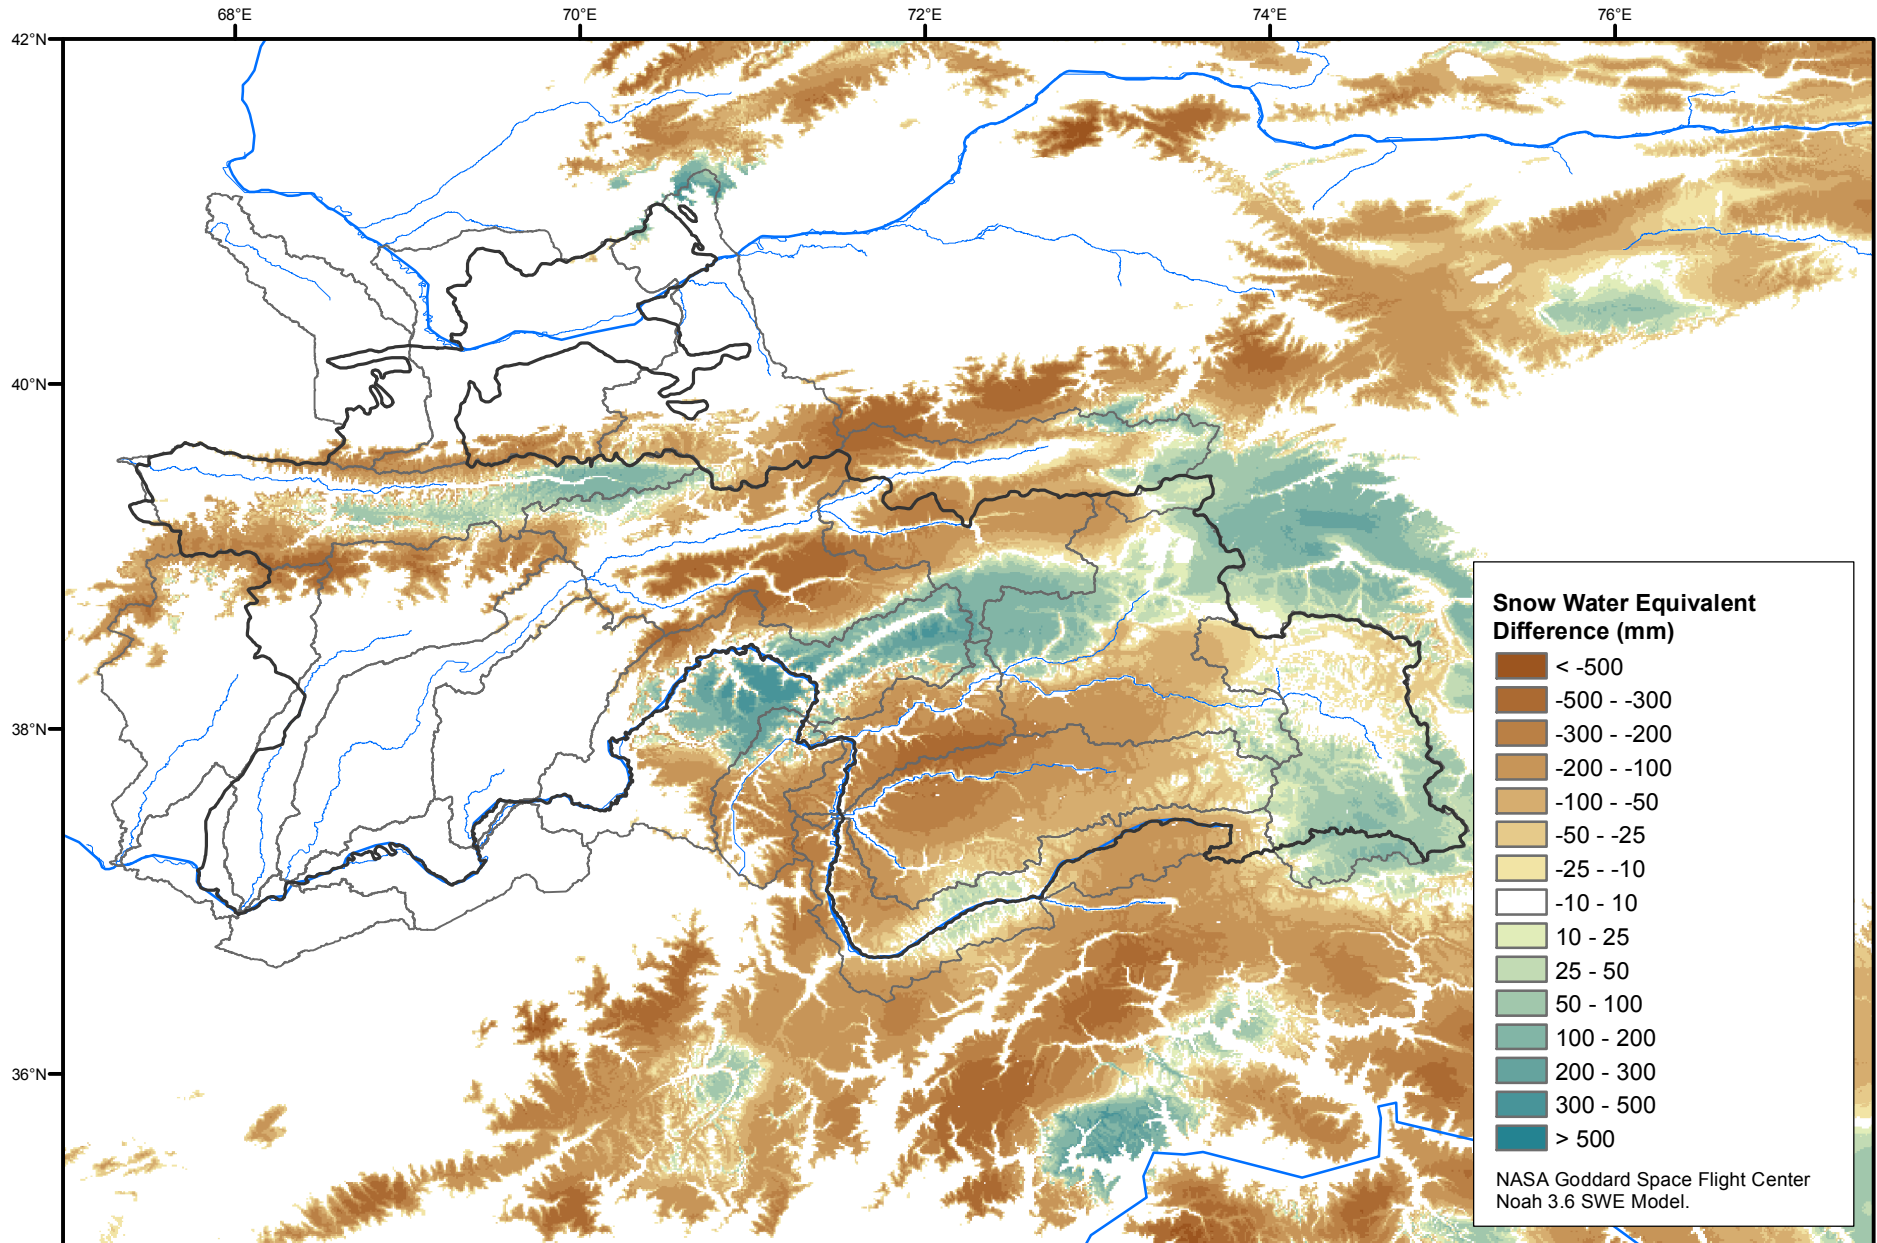 68°E
70°E
72°E
74°E
76°E
42°N
40°N
38°N
36°N
Snow Water Equivalent
Difference (mm)
< -500
-500 - -300
-300 - -200
-200 - -100
-100 - -50
-50 - -25
-25 - -10
-10 - 10
10 - 25
25 - 50
50 - 100
100 - 200
200 - 300
300 - 500
> 500
NASA Goddard Space Flight Center
Noah 3.6 SWE Model.